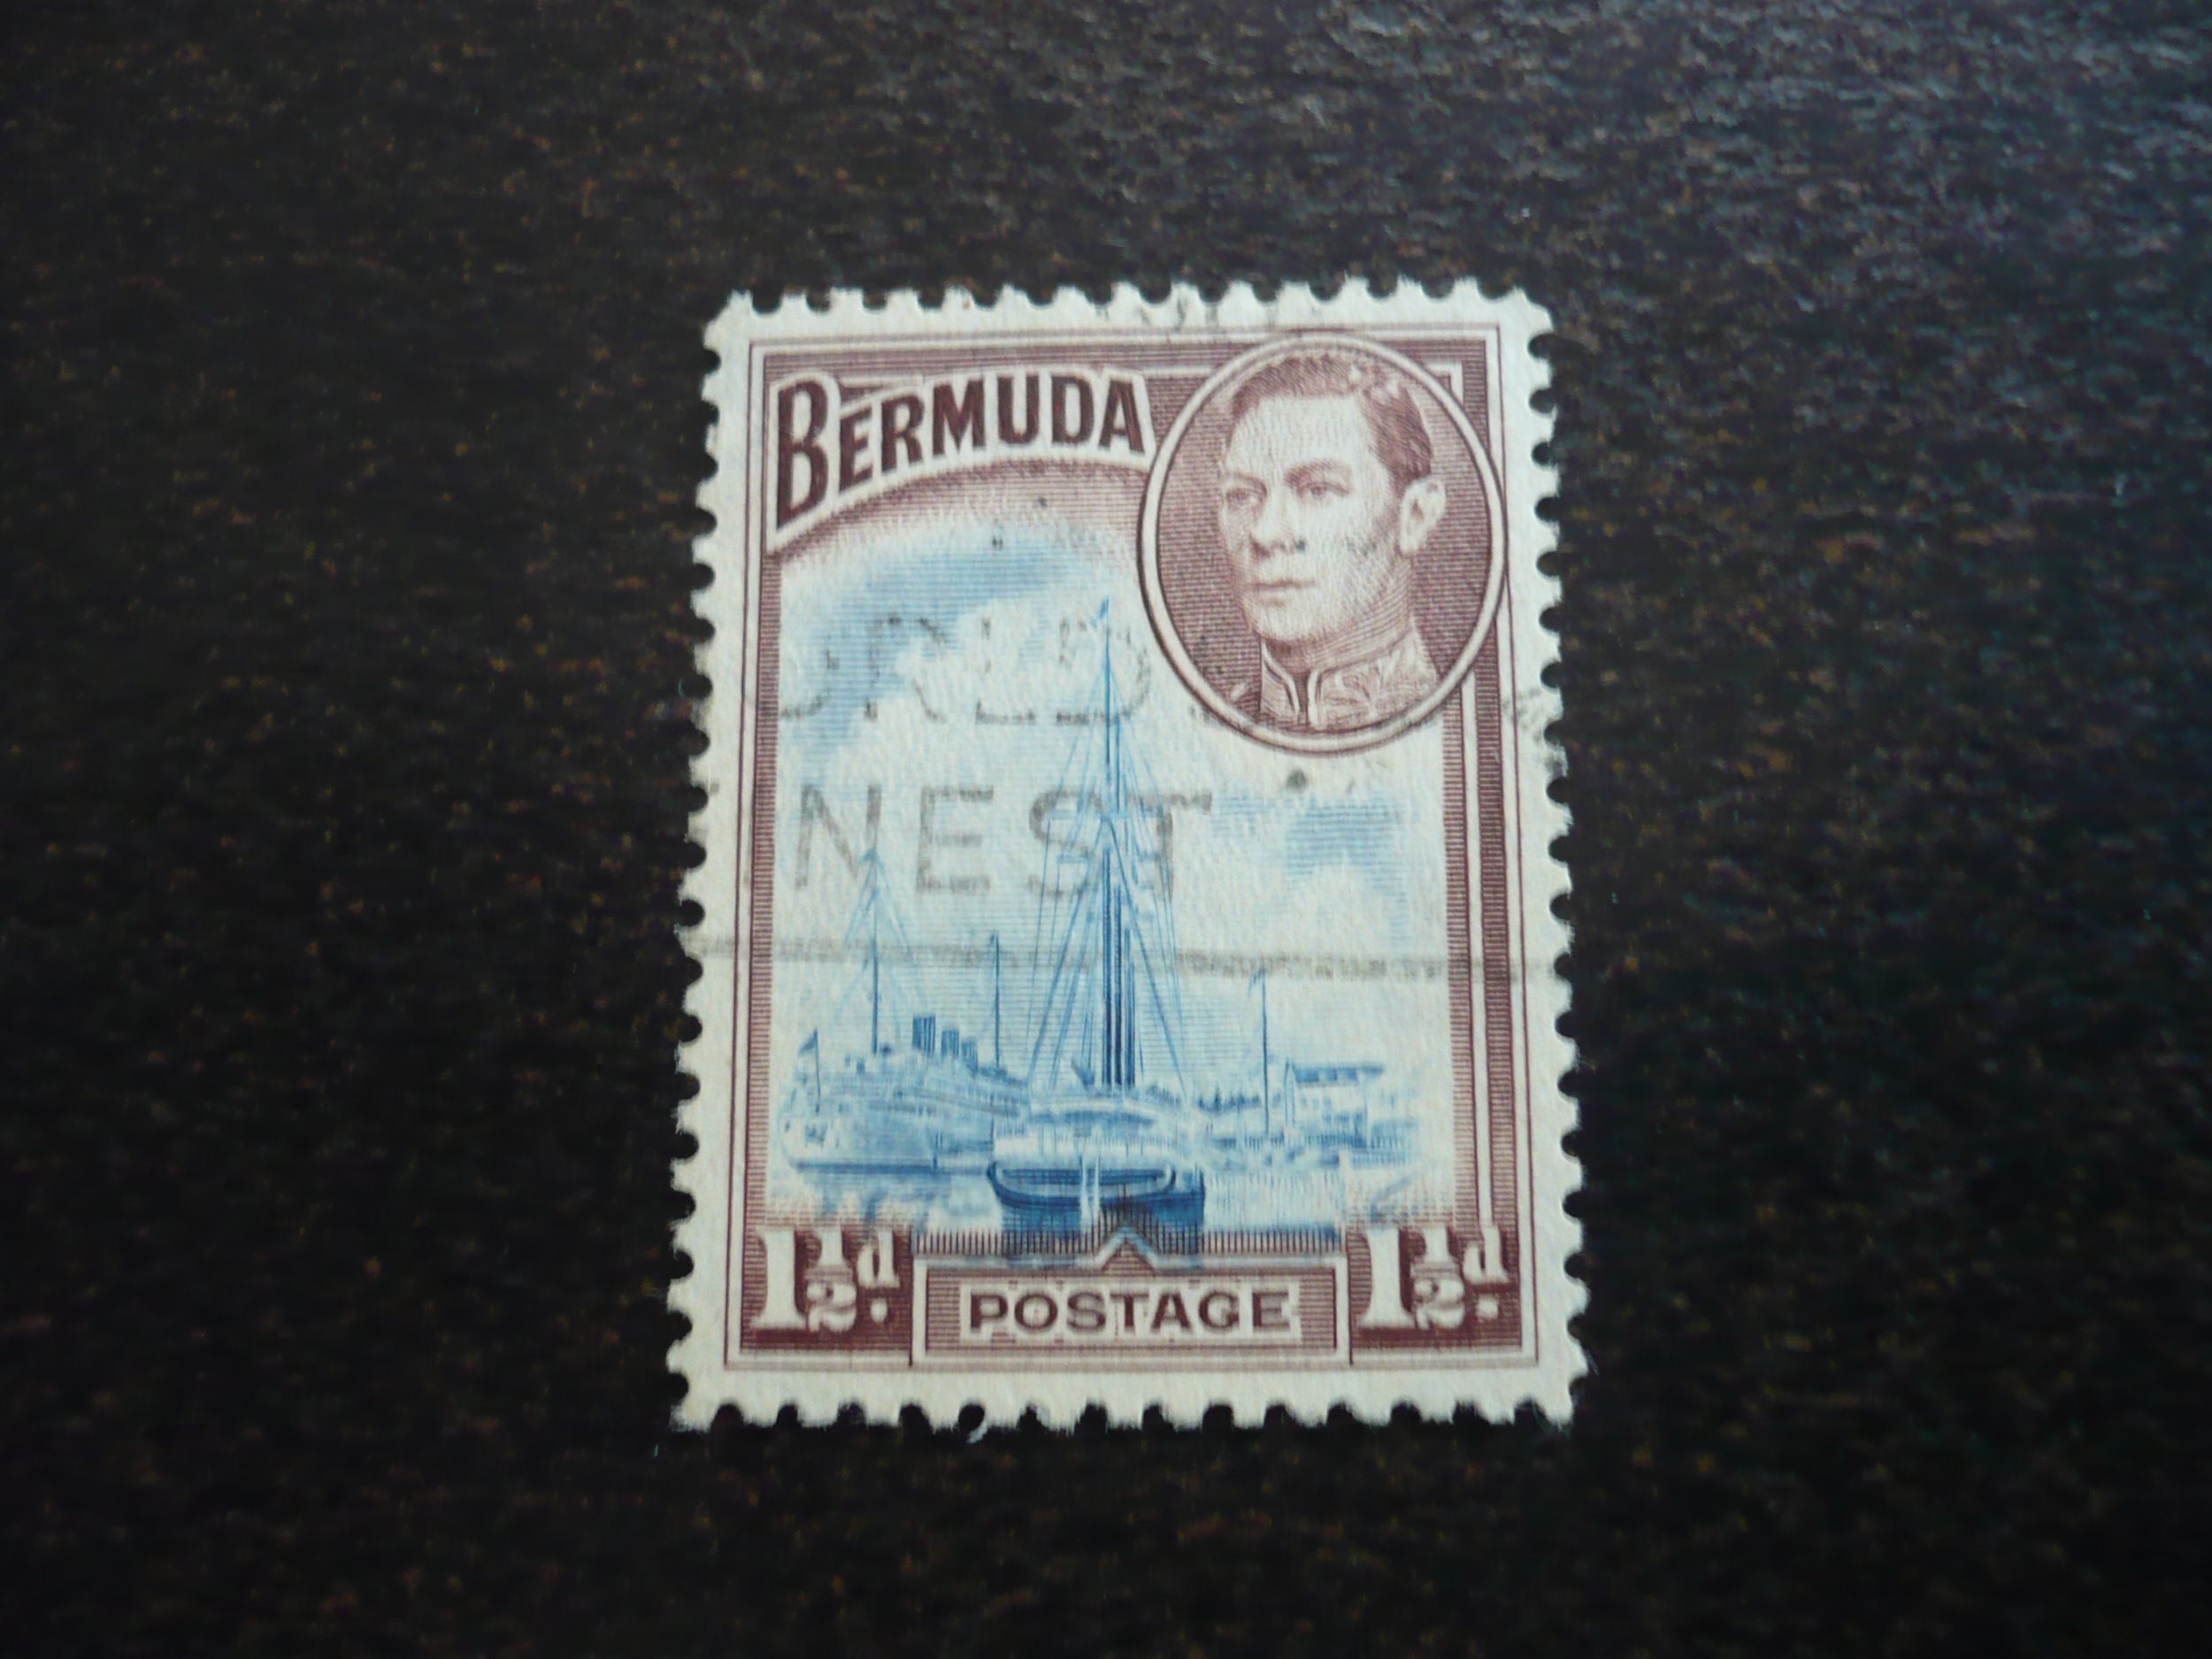 BERMUDA
NEST
1½d. POSTAGE 1½d.